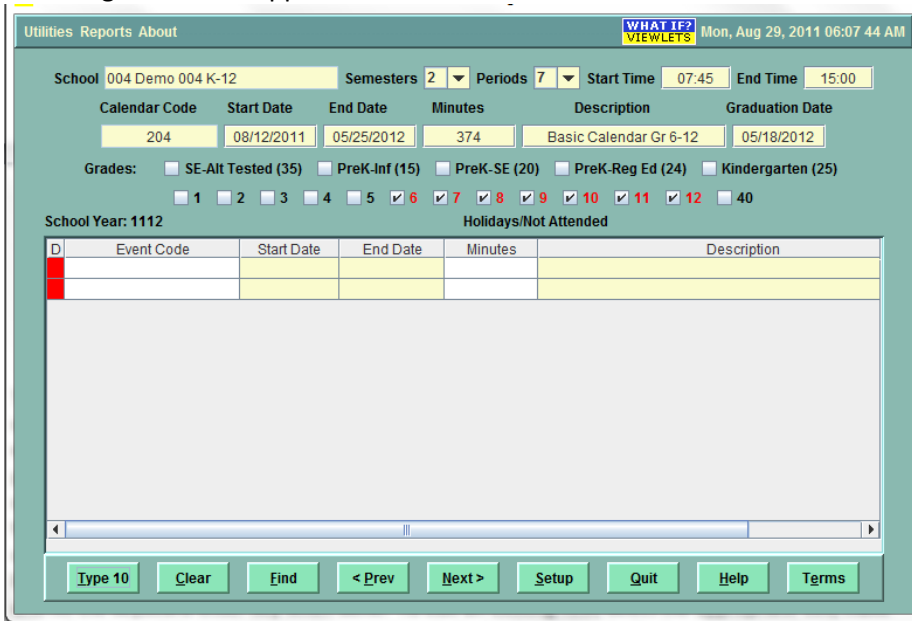 Utilities Reports About WHAT IF? VIEWLETS Mon, Aug 29, 2011 06:07 44 AM
School 004 Demo 004 K-12 Semesters 2 Periods 7 Start Time 07:45 End Time 15:00
Calendar Code Start Date End Date Minutes Description Graduation Date
204 08/12/2011 05/25/2012 374 Basic Calendar Gr 6-12 05/18/2012
Grades: SE-Alt Tested (35) PreK-Inf (15) PreK-SE (20) PreK-Reg Ed (24) Kindergarten (25)
1 2 3 4 5 6 7 8 9 10 11 12 40
School Year: 1112 Holidays/Not Attended
D Event Code Start Date End Date Minutes Description
Type 10 Clear Find < Prev Next > Setup Quit Help Terms